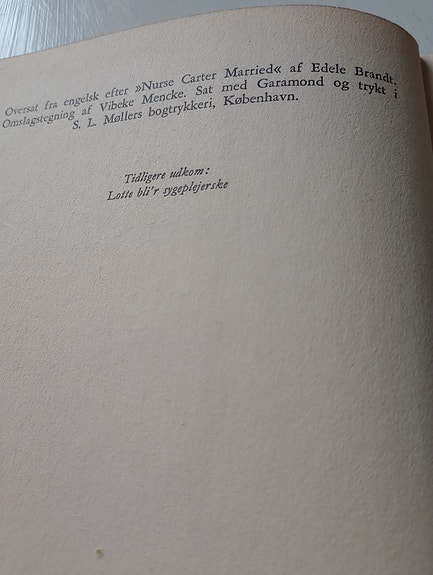 Oversat fra engelsk efter »Nurse Carter Married« af Edele Brandt.
Omslagstegning af Vibeke Mencke. Sat med Garamond og trykt i
S. L. Møllers bogtrykkeri, København.
Tidligere udkom:
Lotte bli'r sygeplejerske